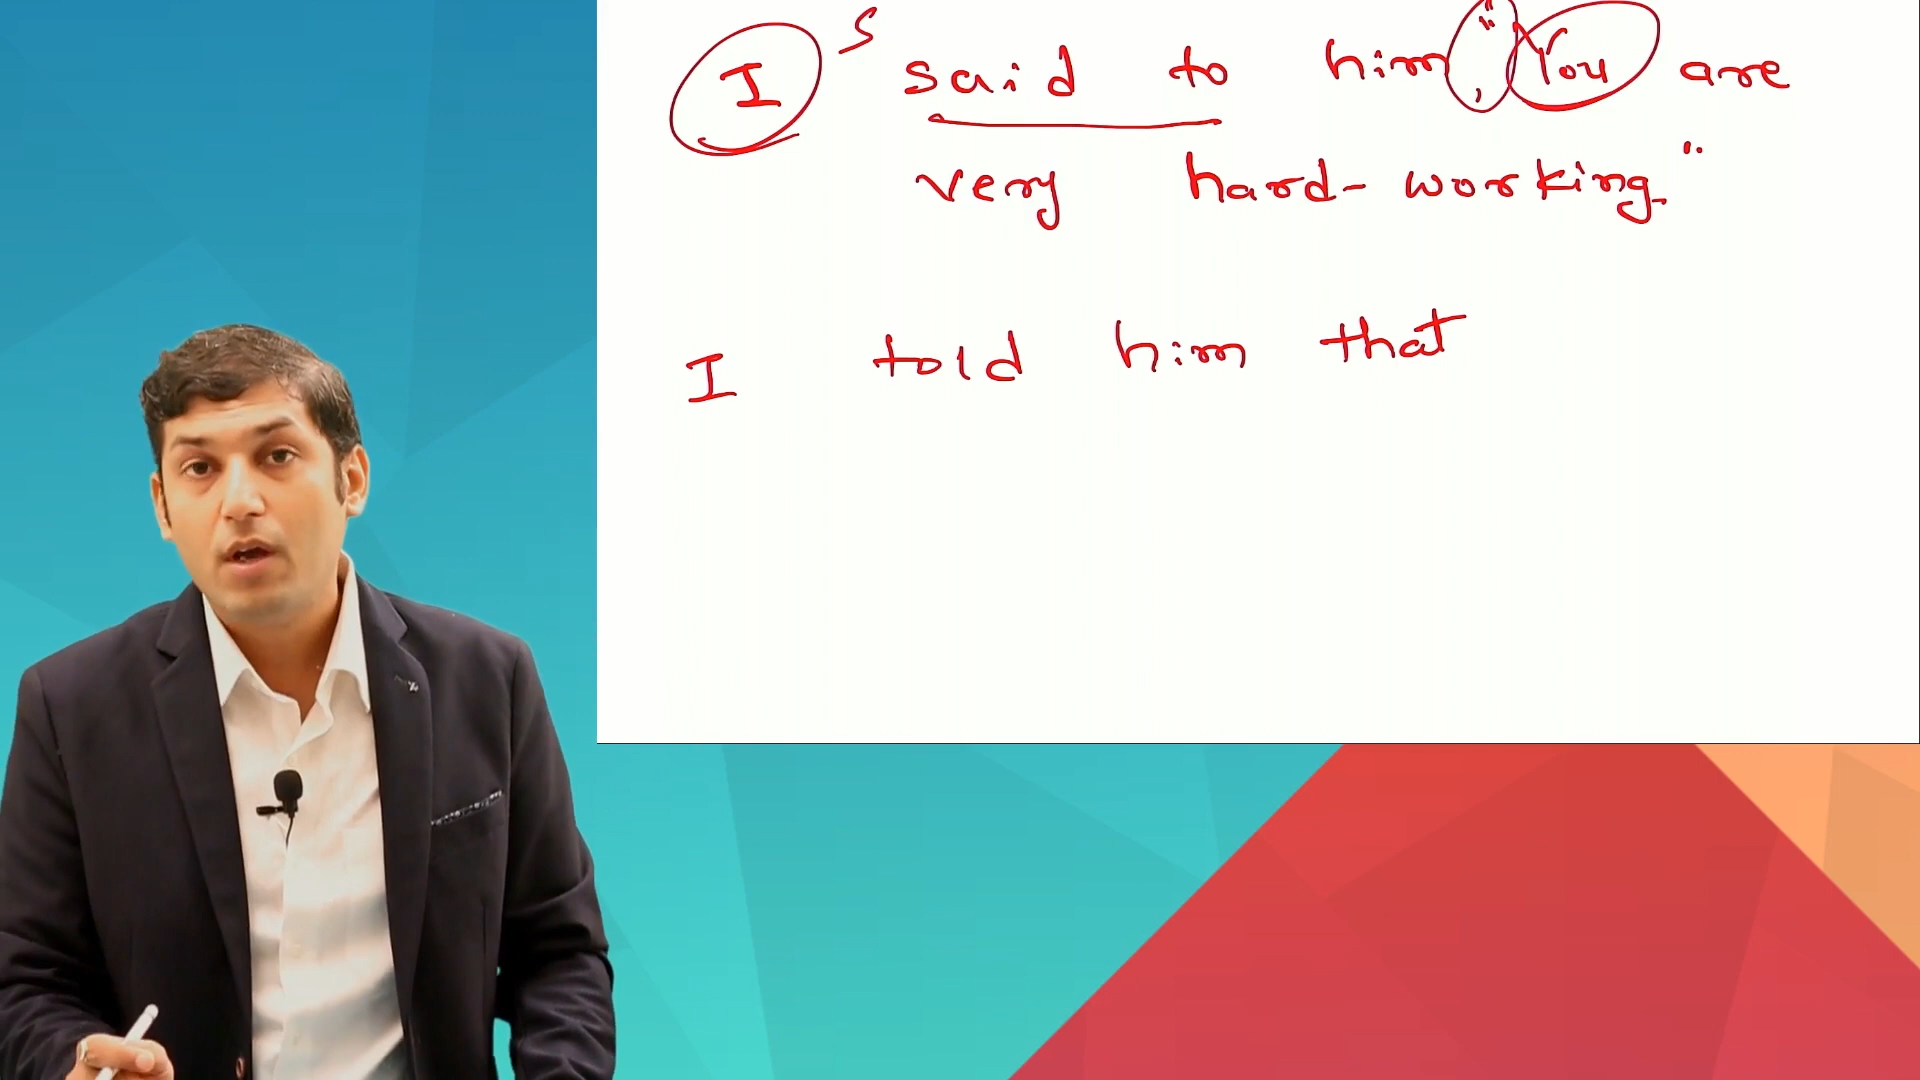 I S said to him, "You are
very hard-working."
I told him that